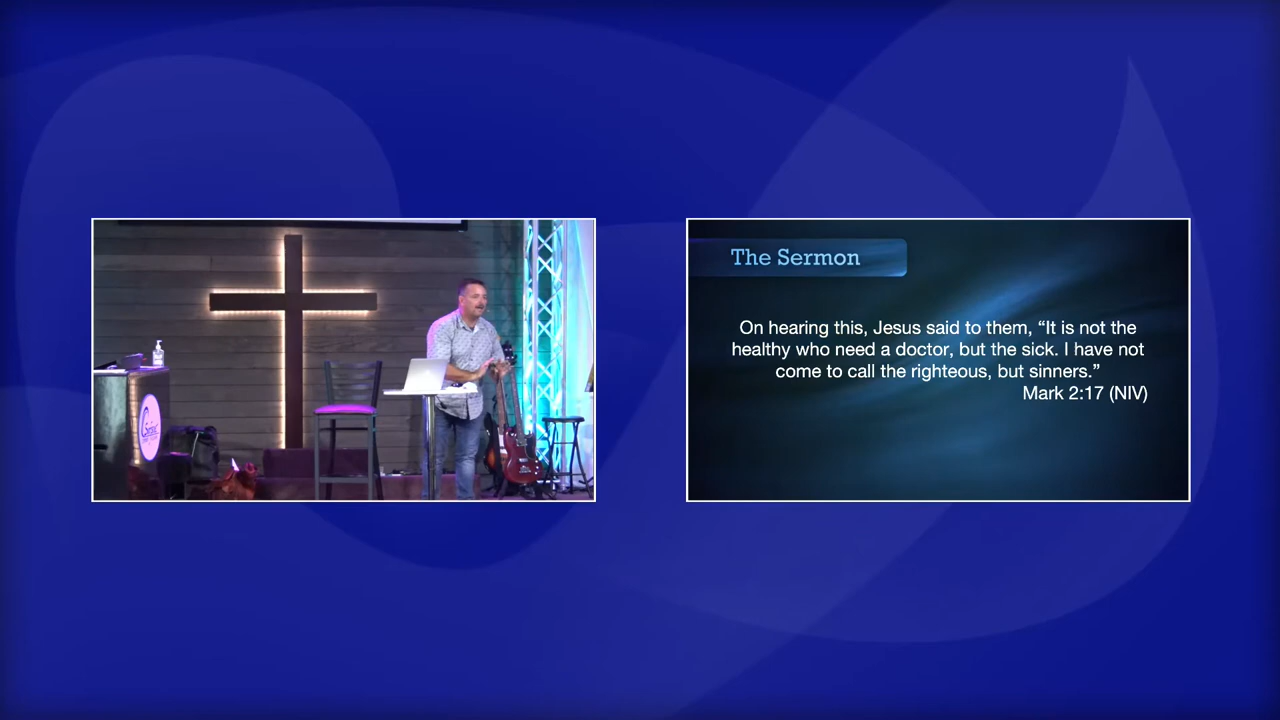 The Sermon
On hearing this, Jesus said to them, “It is not the
healthy who need a doctor, but the sick. I have not
come to call the righteous, but sinners.”
Mark 2:17 (NIV)